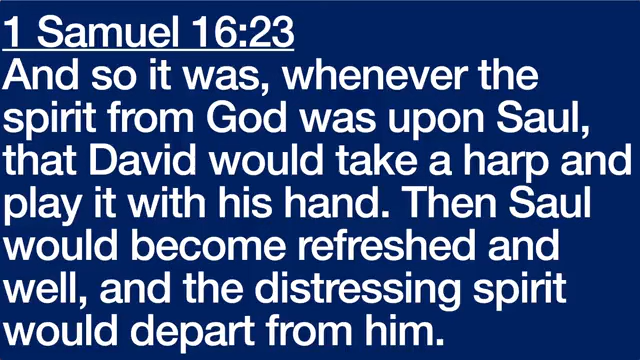 1 Samuel 16:23
And so it was, whenever the
spirit from God was upon Saul,
that David would take a harp and
play it with his hand. Then Saul
would become refreshed and
well, and the distressing spirit
would depart from him.